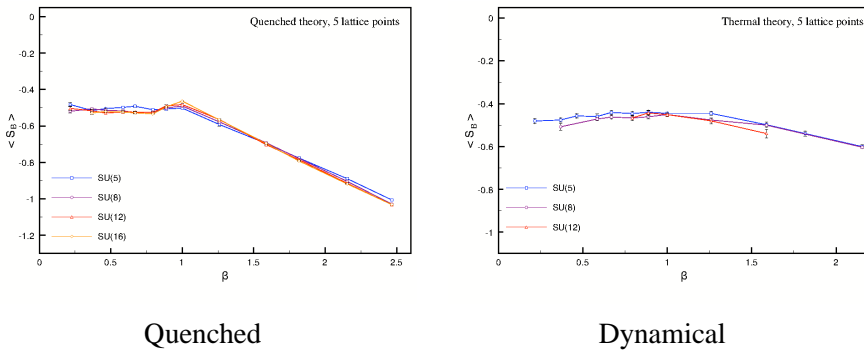 Quenched theory, 5 lattice points
0
-0.2
-0.4
-0.6
-0.8
-1
-1.2
< S_B >
SU(5)
SU(8)
SU(12)
SU(16)
0
0.5
1
1.5
2
2.5
β
Quenched
Thermal theory, 5 lattice points
0
-0.2
-0.4
-0.6
-0.8
-1
< S_B >
SU(5)
SU(8)
SU(12)
0
0.5
1
1.5
2
β
Dynamical